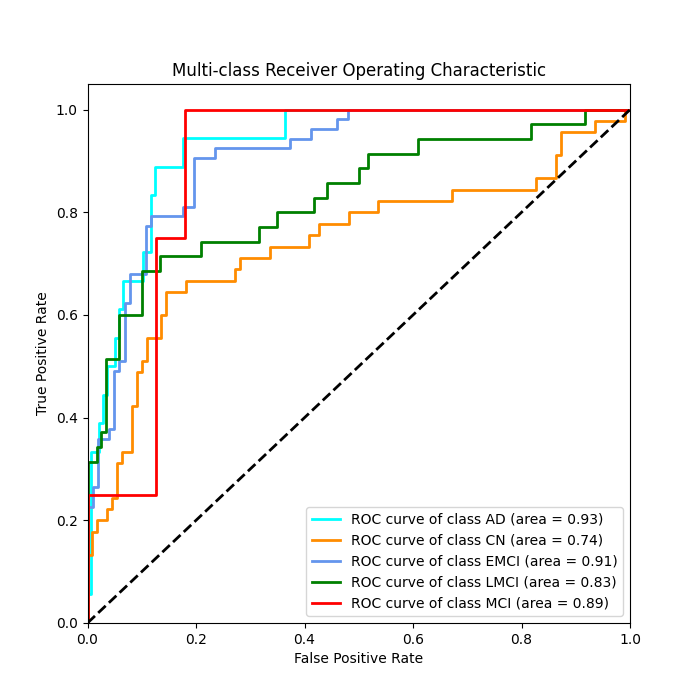 Multi-class Receiver Operating Characteristic
True Positive Rate
1.0
0.8
0.6
0.4
0.2
0.0
ROC curve of class AD (area = 0.93)
ROC curve of class CN (area = 0.74)
ROC curve of class EMCI (area = 0.91)
ROC curve of class LMCI (area = 0.83)
ROC curve of class MCI (area = 0.89)
0.0 0.2 0.4 0.6 0.8 1.0
False Positive Rate